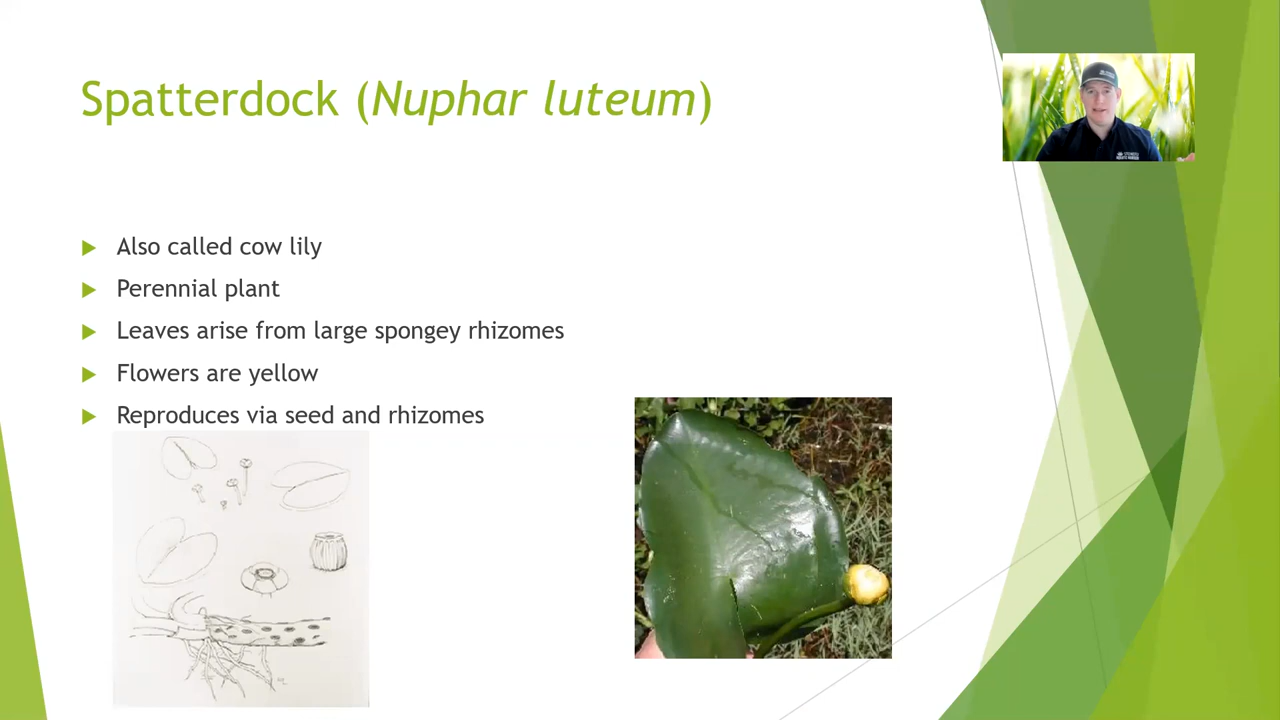 Spatterdock (Nuphar luteum)
Also called cow lily
Perennial plant
Leaves arise from large spongey rhizomes
Flowers are yellow
Reproduces via seed and rhizomes